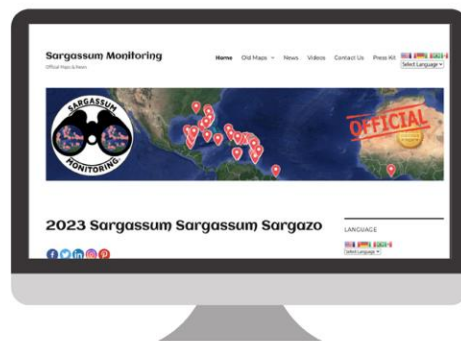 Sargassum Monitoring
Official Maps & News
Home Old Maps News Videos Contact Us Press Kit
Select Language
SARGASSUM
MONITORING
OFFICIAL
2023 Sargassum Sargassum Sargazo
LANGUAGE
Select Language